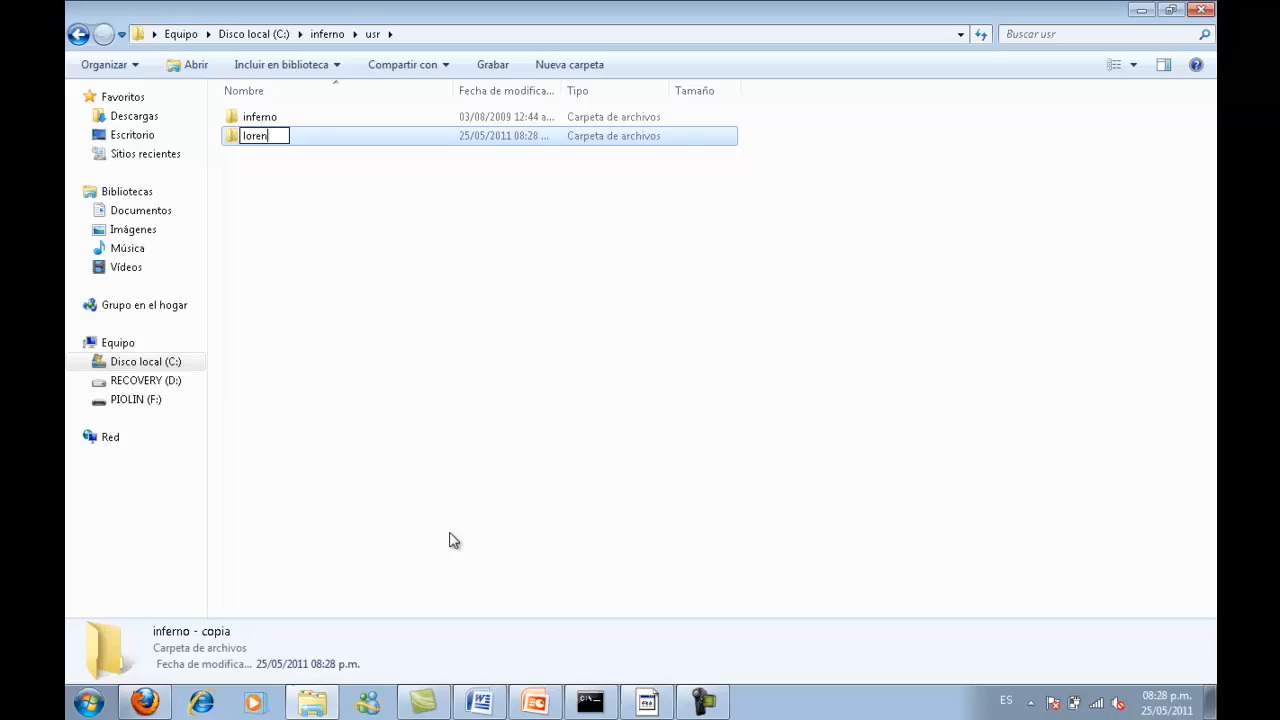 Equipo Disco local (C:) inferno usr
Buscar usr
Organizar Abrir Incluir en biblioteca Compartir con Grabar Nueva carpeta
Nombre Fecha de modifica... Tipo Tamaño
inferno 03/08/2009 12:44 a... Carpeta de archivos
loren 25/05/2011 08:28 ... Carpeta de archivos
Favoritos
Descargas
Escritorio
Sitios recientes
Bibliotecas
Documentos
Imágenes
Música
Vídeos
Grupo en el hogar
Equipo
Disco local (C:)
RECOVERY (D:)
PIOLIN (F:)
Red
inferno - copia
Carpeta de archivos
Fecha de modifica... 25/05/2011 08:28 p.m.
ES
08:28 p.m.
25/05/2011